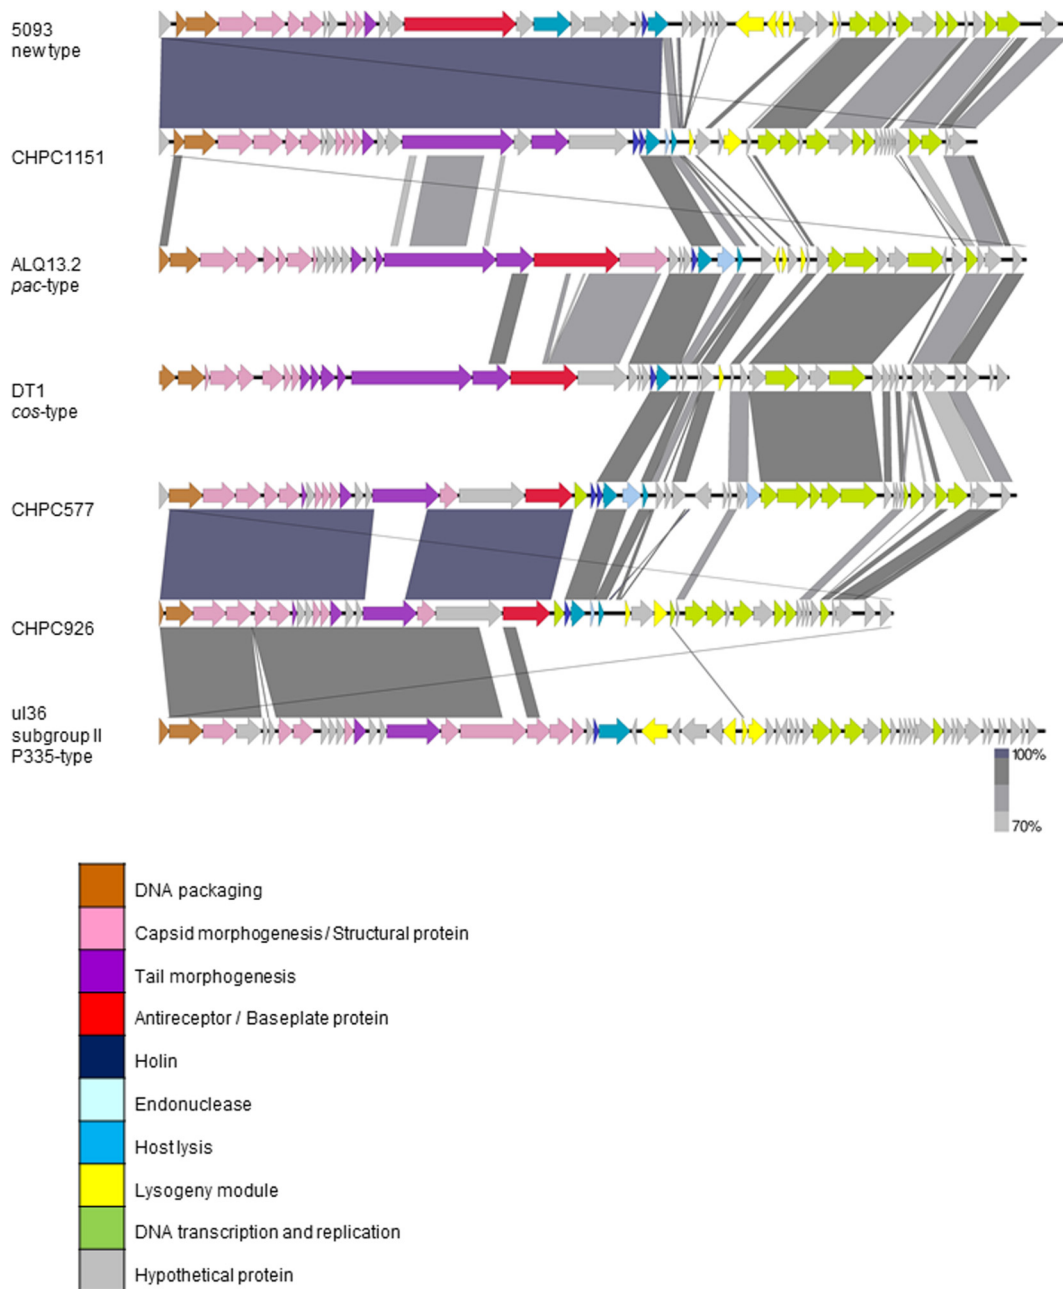 5093
new type
CHPC1151
ALQ13.2
pac-type
DT1
cos-type
CHPC577
CHPC926
ul36
subgroup II
P335-type
100%
70%
DNA packaging
Capsid morphogenesis / Structural protein
Tail morphogenesis
Antireceptor / Baseplate protein
Holin
Endonuclease
Host lysis
Lysogeny module
DNA transcription and replication
Hypothetical protein